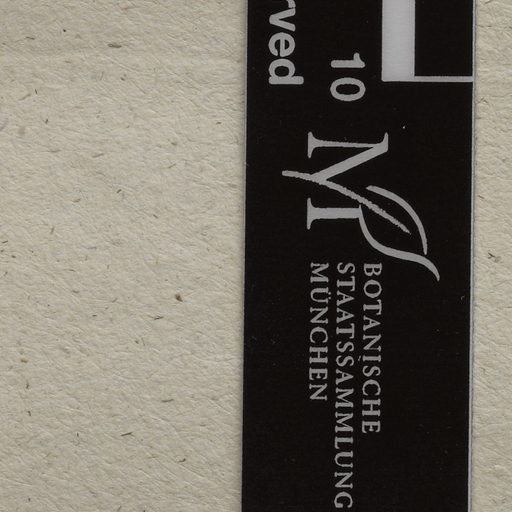 rved
10
BOTANISCHE
STAATSSAMMLUNG
MÜNCHEN